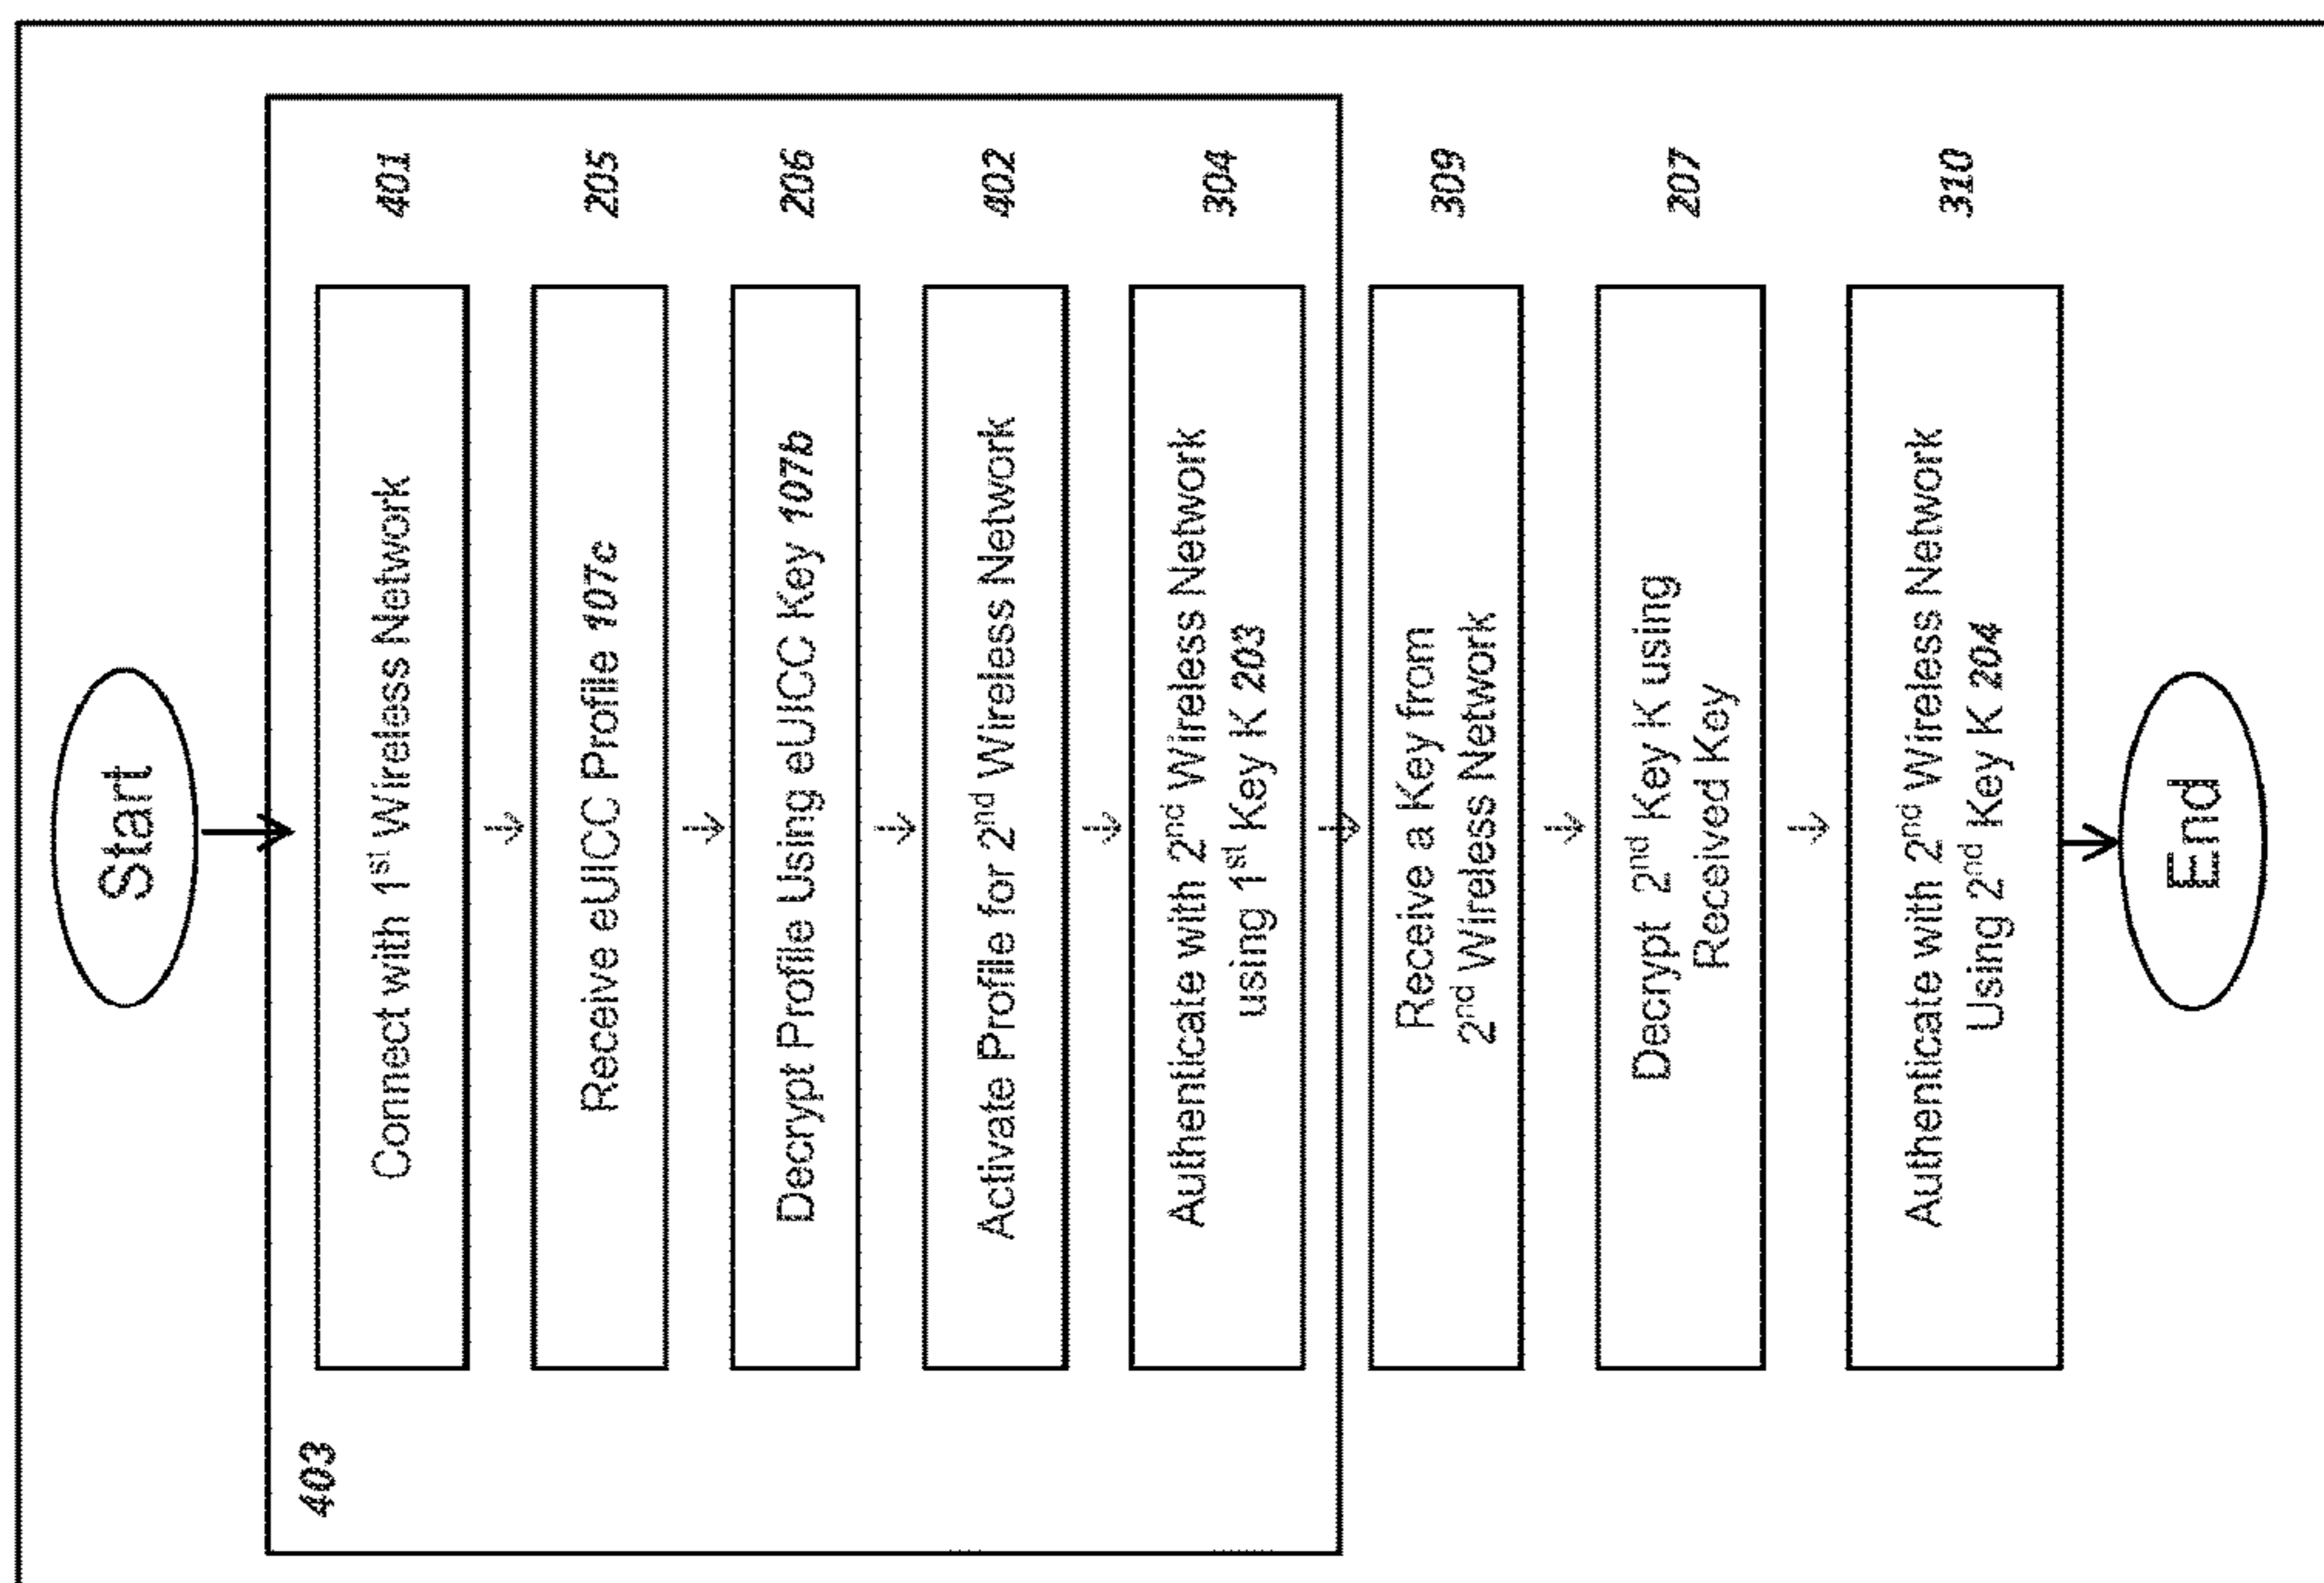 Start
403
Connect with 1st Wireless Network
401
Receive eUICC Profile 107c
205
Decrypt Profile Using eUICC Key 107b
206
Activate Profile for 2nd Wireless Network
402
Authenticate with 2nd Wireless Network
using 1st Key K 203
304
Receive a Key from
2nd Wireless Network
309
Decrypt 2nd Key K using
Received Key
207
Authenticate with 2nd Wireless Network
Using 2nd Key K 204
310
End